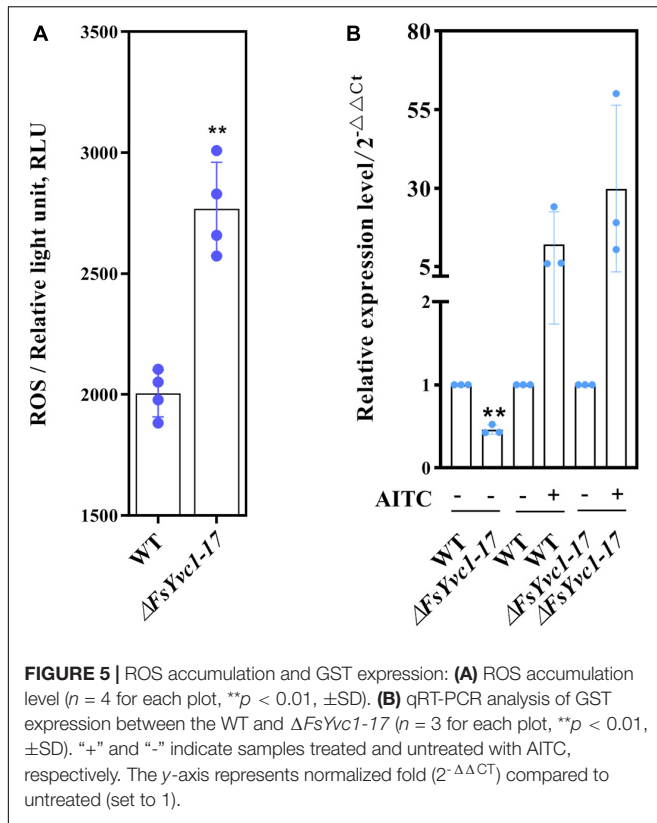 A
3500
3000
2500
2000
1500
ROS / Relative light unit, RLU
**
WT
ΔFsYvc1-17
B
80
55
30
5
2
1
0
Relative expression level/2^-△△Ct
**
AITC - - - + - +
WT
ΔFsYvc1-17
WT
WT
ΔFsYvc1-17
ΔFsYvc1-17
FIGURE 5 | ROS accumulation and GST expression: (A) ROS accumulation
level (n = 4 for each plot, **p < 0.01, ±SD). (B) qRT-PCR analysis of GST
expression between the WT and ΔFsYvc1-17 (n = 3 for each plot, **p < 0.01,
±SD). “+” and “-” indicate samples treated and untreated with AITC,
respectively. The y-axis represents normalized fold (2^-ΔΔCT) compared to
untreated (set to 1).